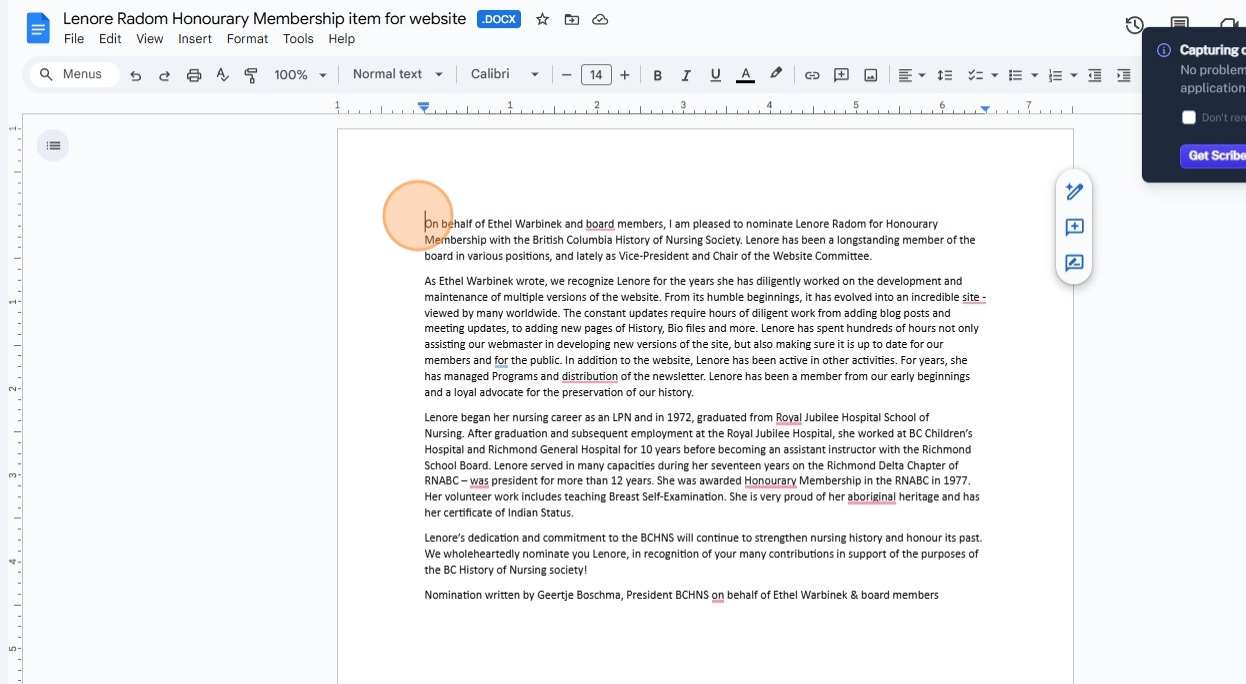 Lenore Radom Honourary Membership item for website .DOCX
File Edit View Insert Format Tools Help
Menus 100% Normal text Calibri 14 B I U A
1 1 2 3 4 5 6 7
Capturing
No problem
application
Don't
Get Scribe
1
1
2
3
4
5
On behalf of Ethel Warbinek and board members, I am pleased to nominate Lenore Radom for Honourary
Membership with the British Columbia History of Nursing Society. Lenore has been a longstanding member of the
board in various positions, and lately as Vice-President and Chair of the Website Committee.
As Ethel Warbinek wrote, we recognize Lenore for the years she has diligently worked on the development and
maintenance of multiple versions of the website. From its humble beginnings, it has evolved into an incredible site -
viewed by many worldwide. The constant updates require hours of diligent work from adding blog posts and
meeting updates, to adding new pages of History, Bio files and more. Lenore has spent hundreds of hours not only
assisting our webmaster in developing new versions of the site, but also making sure it is up to date for our
members and for the public. In addition to the website, Lenore has been active in other activities. For years, she
has managed Programs and distribution of the newsletter. Lenore has been a member from our early beginnings
and a loyal advocate for the preservation of our history.
Lenore began her nursing career as an LPN and in 1972, graduated from Royal Jubilee Hospital School of
Nursing. After graduation and subsequent employment at the Royal Jubilee Hospital, she worked at BC Children's
Hospital and Richmond General Hospital for 10 years before becoming an assistant instructor with the Richmond
School Board. Lenore served in many capacities during her seventeen years on the Richmond Delta Chapter of
RNABC – was president for more than 12 years. She was awarded Honourary Membership in the RNABC in 1977.
Her volunteer work includes teaching Breast Self-Examination. She is very proud of her aboriginal heritage and has
her certificate of Indian Status.
Lenore's dedication and commitment to the BCHNS will continue to strengthen nursing history and honour its past.
We wholeheartedly nominate you Lenore, in recognition of your many contributions in support of the purposes of
the BC History of Nursing society!
Nomination written by Geertje Boschma, President BCHNS on behalf of Ethel Warbinek & board members